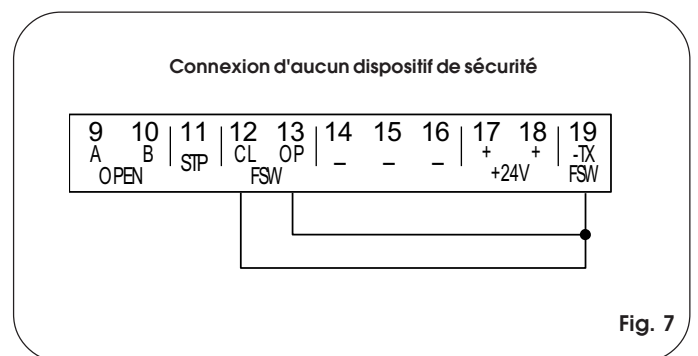 Connexion d'aucun dispositif de sécurité
9 10 11 12 13 14 15 16 17 18 19
A B STP CL OP – – – + + -TX
OPEN FSW +24V FSW
Fig. 7